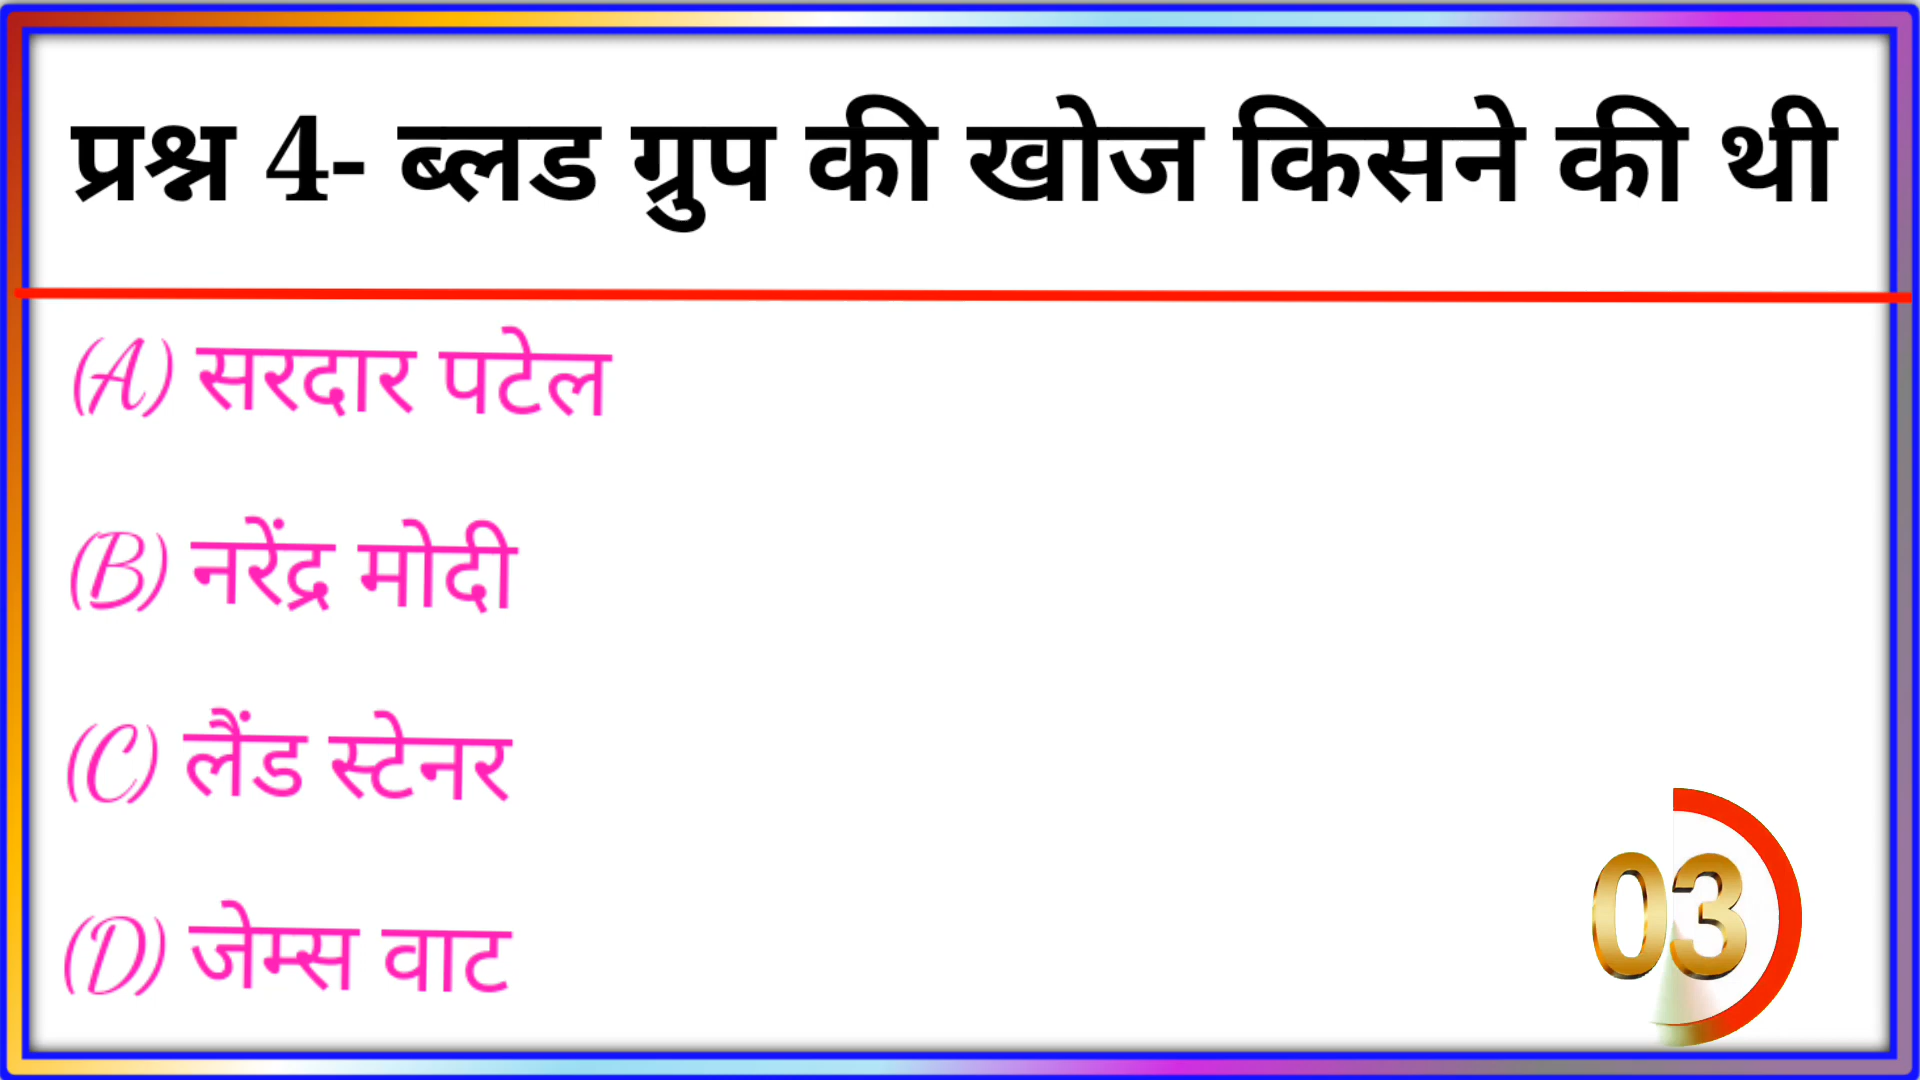 प्रश्न 4- ब्लड ग्रुप की खोज किसने की थी
(A) सरदार पटेल
(B) नरेंद्र मोदी
(C) लैंड स्टेनर
(D) जेम्स वाट
03